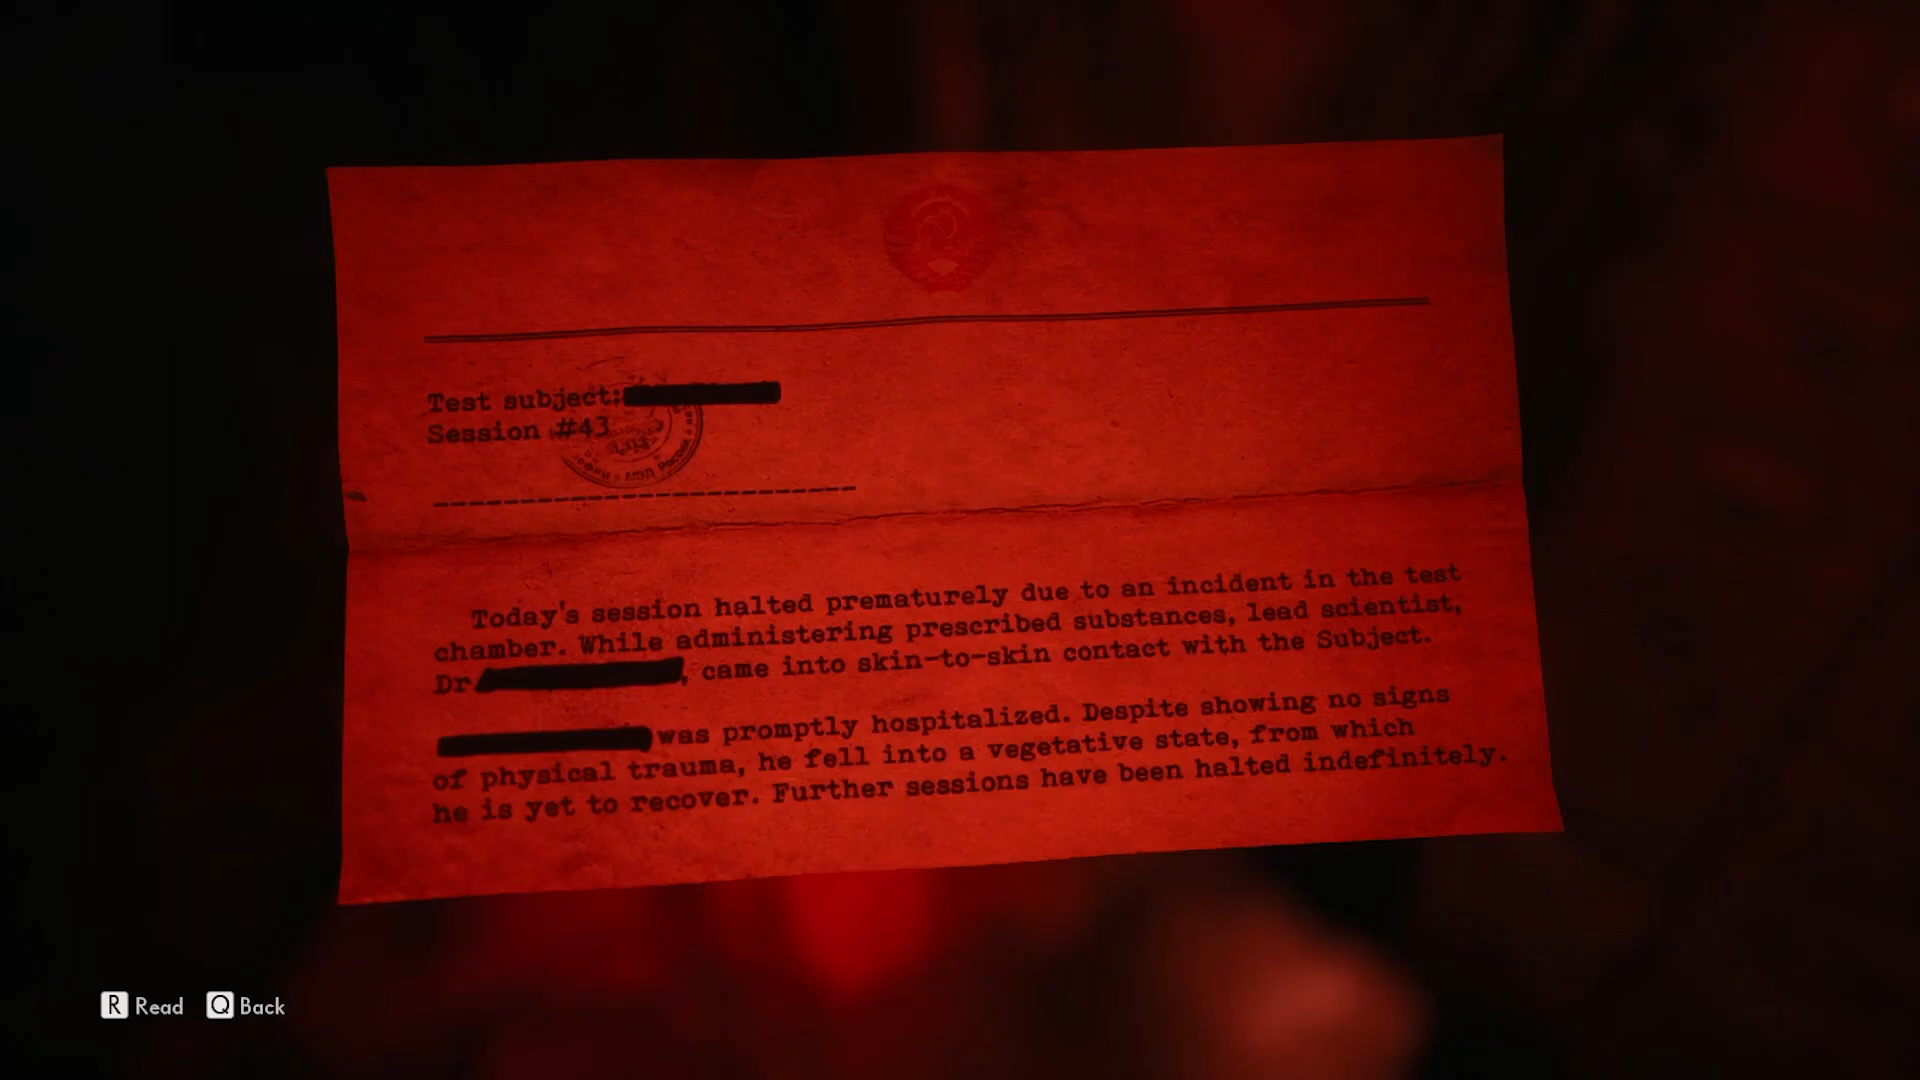 Test subject:
Session #43
Today's session halted prematurely due to an incident in the test
chamber. While administering prescribed substances, lead scientist,
Dr , came into skin-to-skin contact with the Subject.
was promptly hospitalized. Despite showing no signs
of physical trauma, he fell into a vegetative state, from which
he is yet to recover. Further sessions have been halted indefinitely.
R Read Q Back